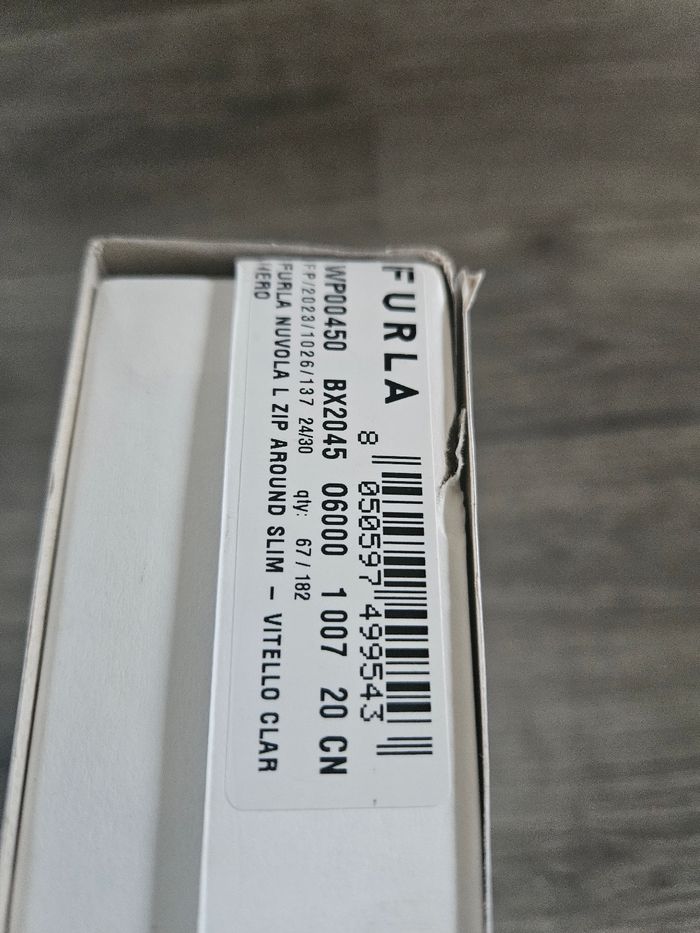 FURLA
8 050597 499543
WP00450 BX2045 06000 1 007 20 CN
FP/2023/1026/137 24/30 qty: 67 / 182
FURLA NUVOLA L ZIP AROUND SLIM – VITELLO CLAR
NERO